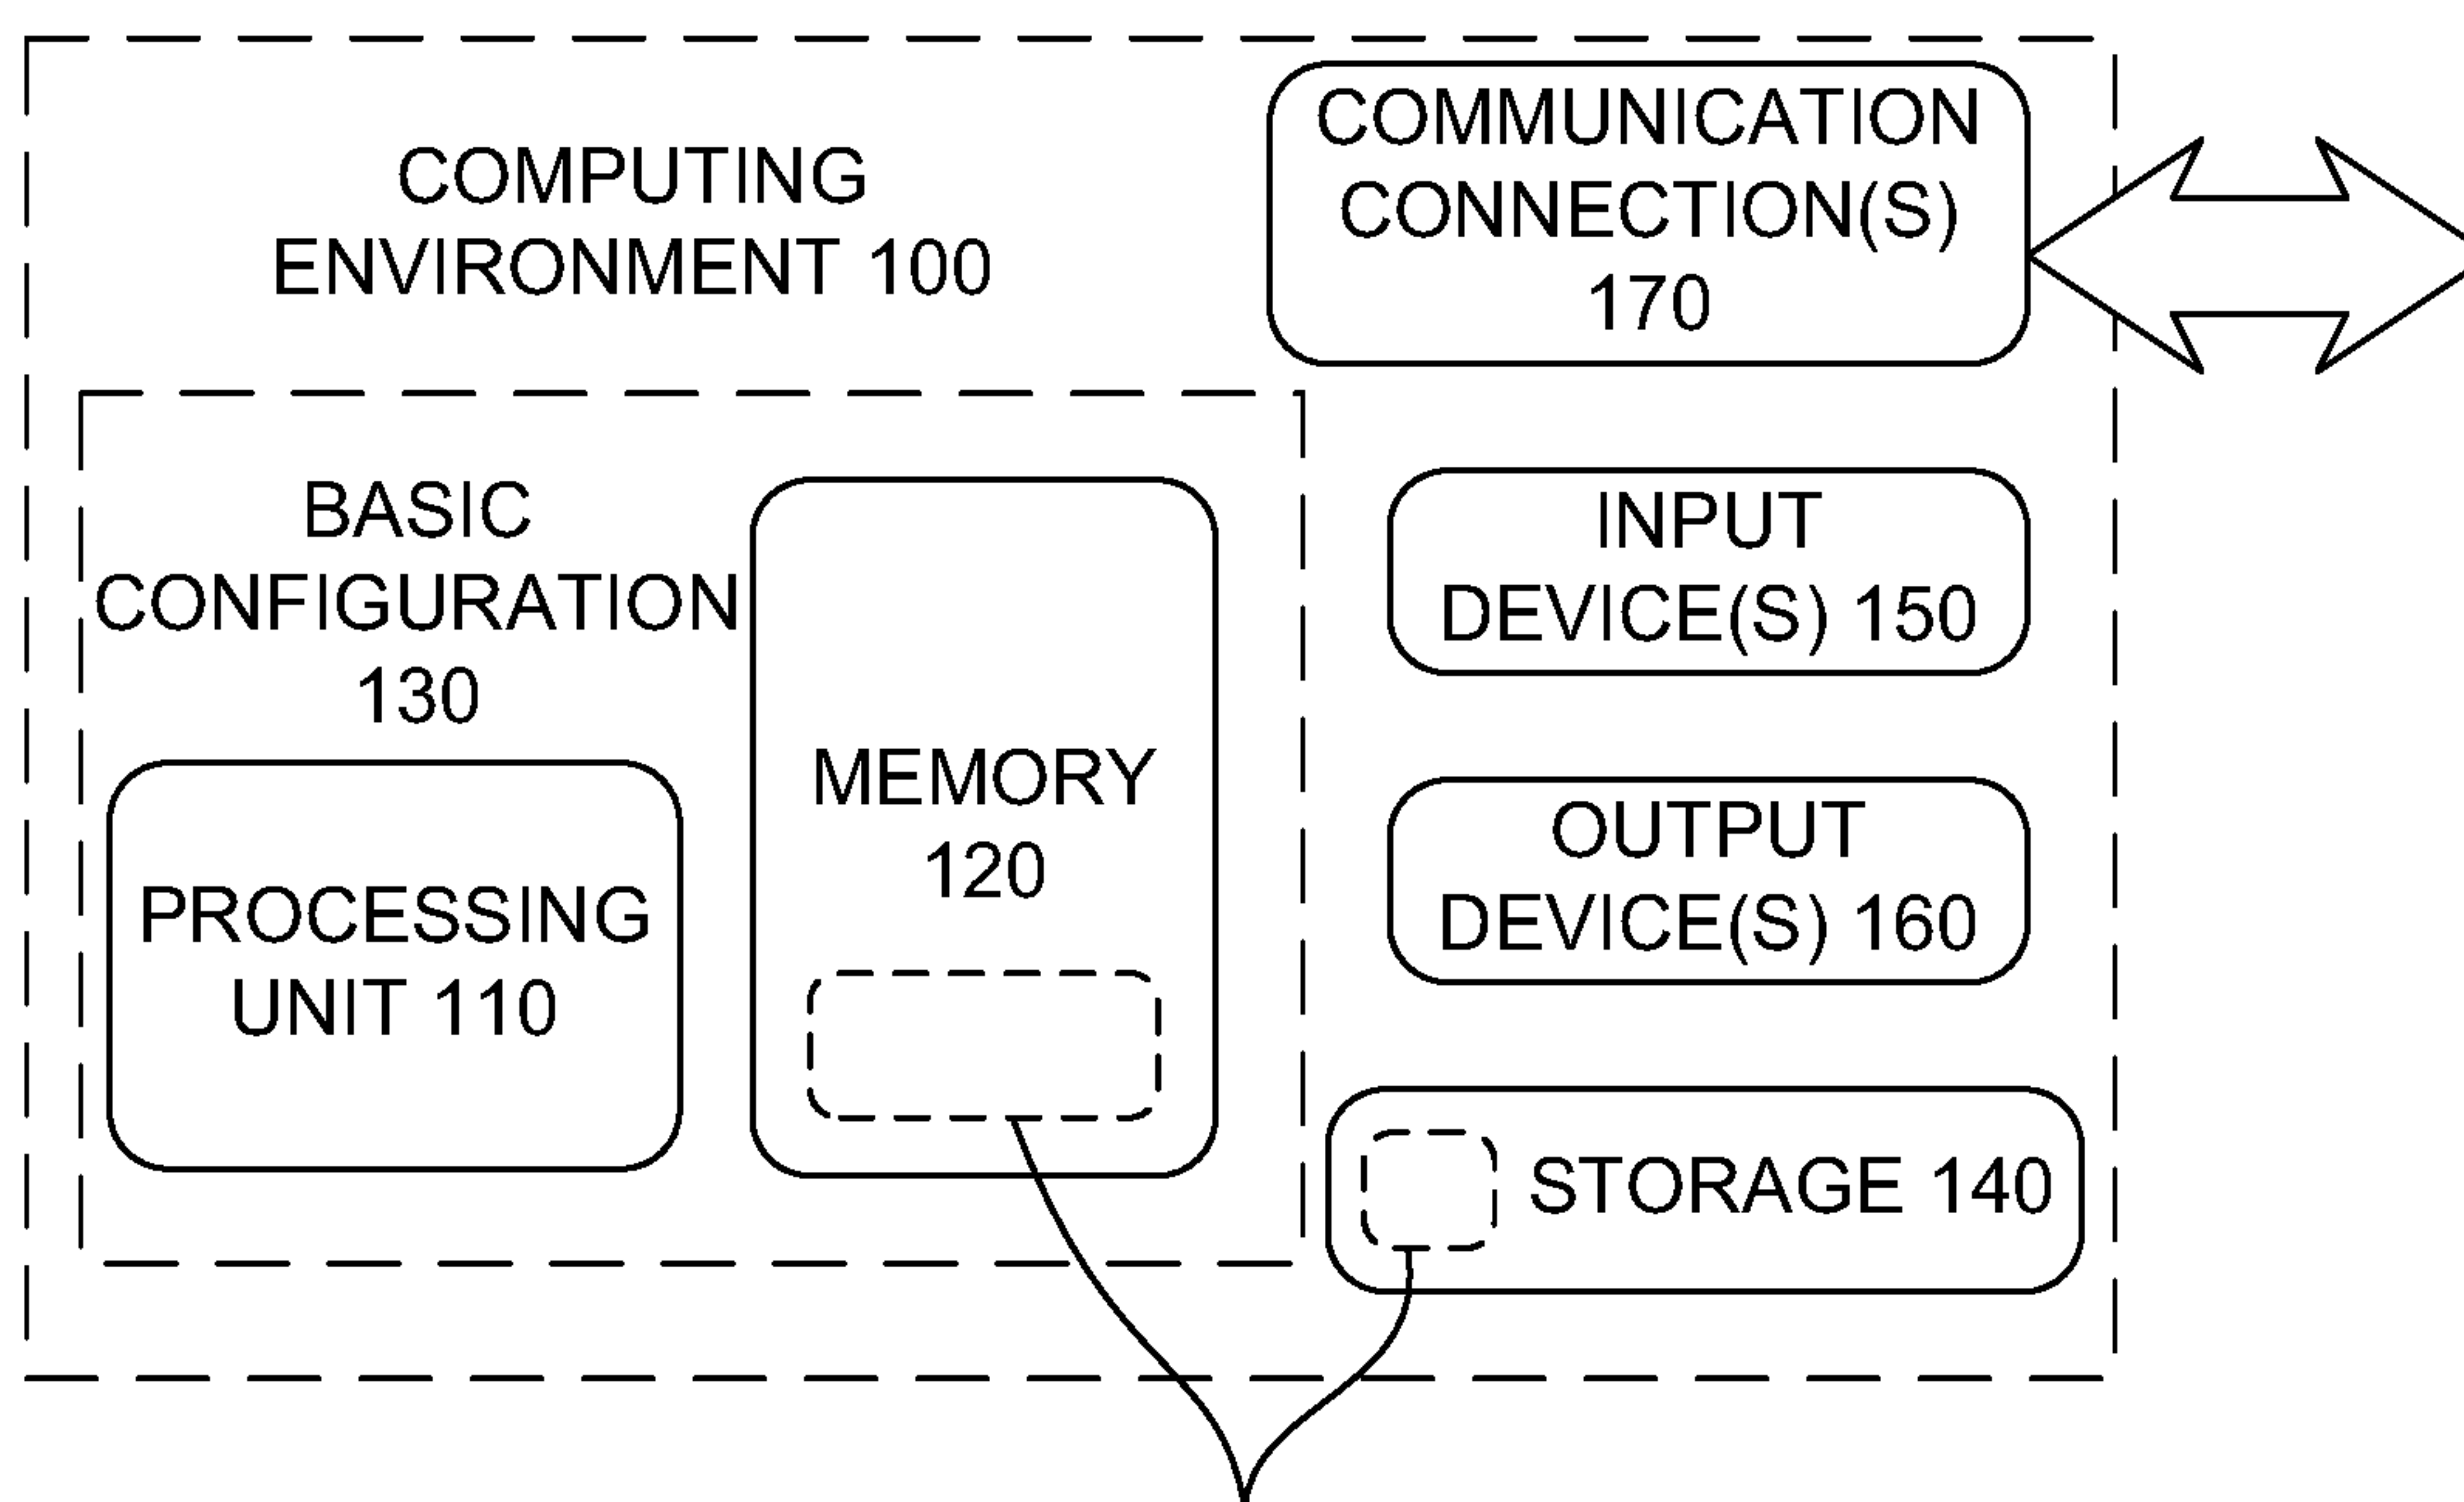 COMPUTING
ENVIRONMENT 100
COMMUNICATION
CONNECTION(S)
170
BASIC
CONFIGURATION
130
PROCESSING
UNIT 110
MEMORY
120
INPUT
DEVICE(S) 150
OUTPUT
DEVICE(S) 160
STORAGE 140